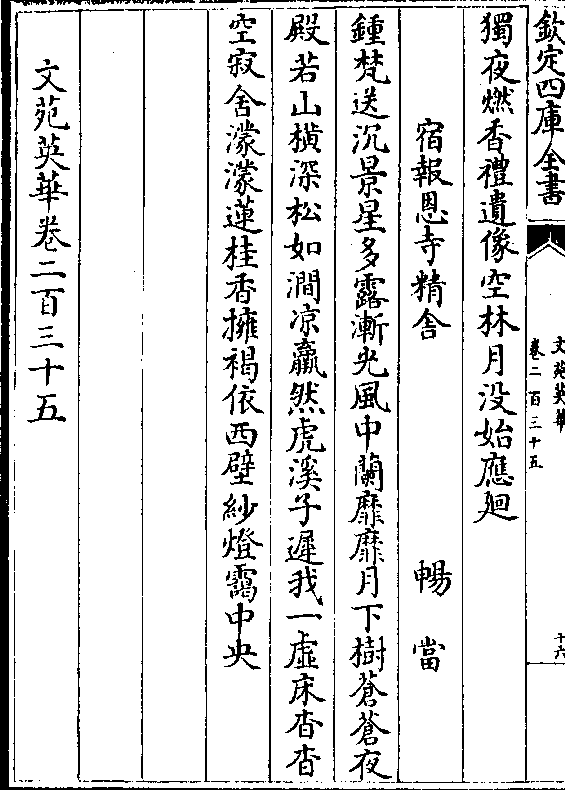 欽定四庫全書
文苑英華
卷二百三十五
十六
獨夜燃香禮遺像空林月没始應廻
宿報恩寺精舍 暢當
鍾梵送沉景星多露漸光風中蘭靡靡月下樹蒼蒼夜
殿若山横深松如澗凉羸然虎溪子遲我一虚床杳杳
空寂舍濛濛蓮桂香擁褐依西壁紗燈靄中央
文苑英華卷二百三十五